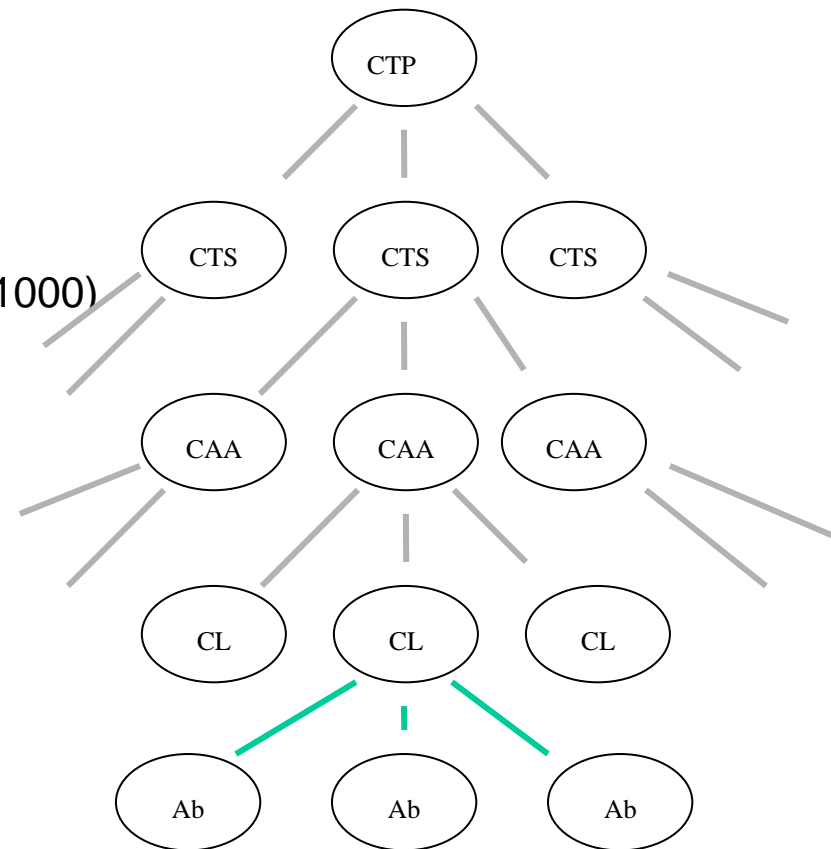 CTP
CTS CTS CTS
1000)
CAA CAA CAA
CL CL CL
Ab Ab Ab